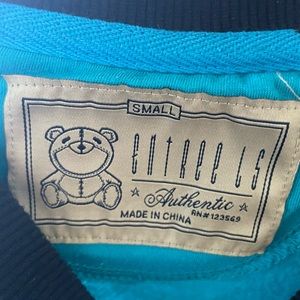 SMALL
ENTREE LS
Authentic
MADE IN CHINA
RN# 123569